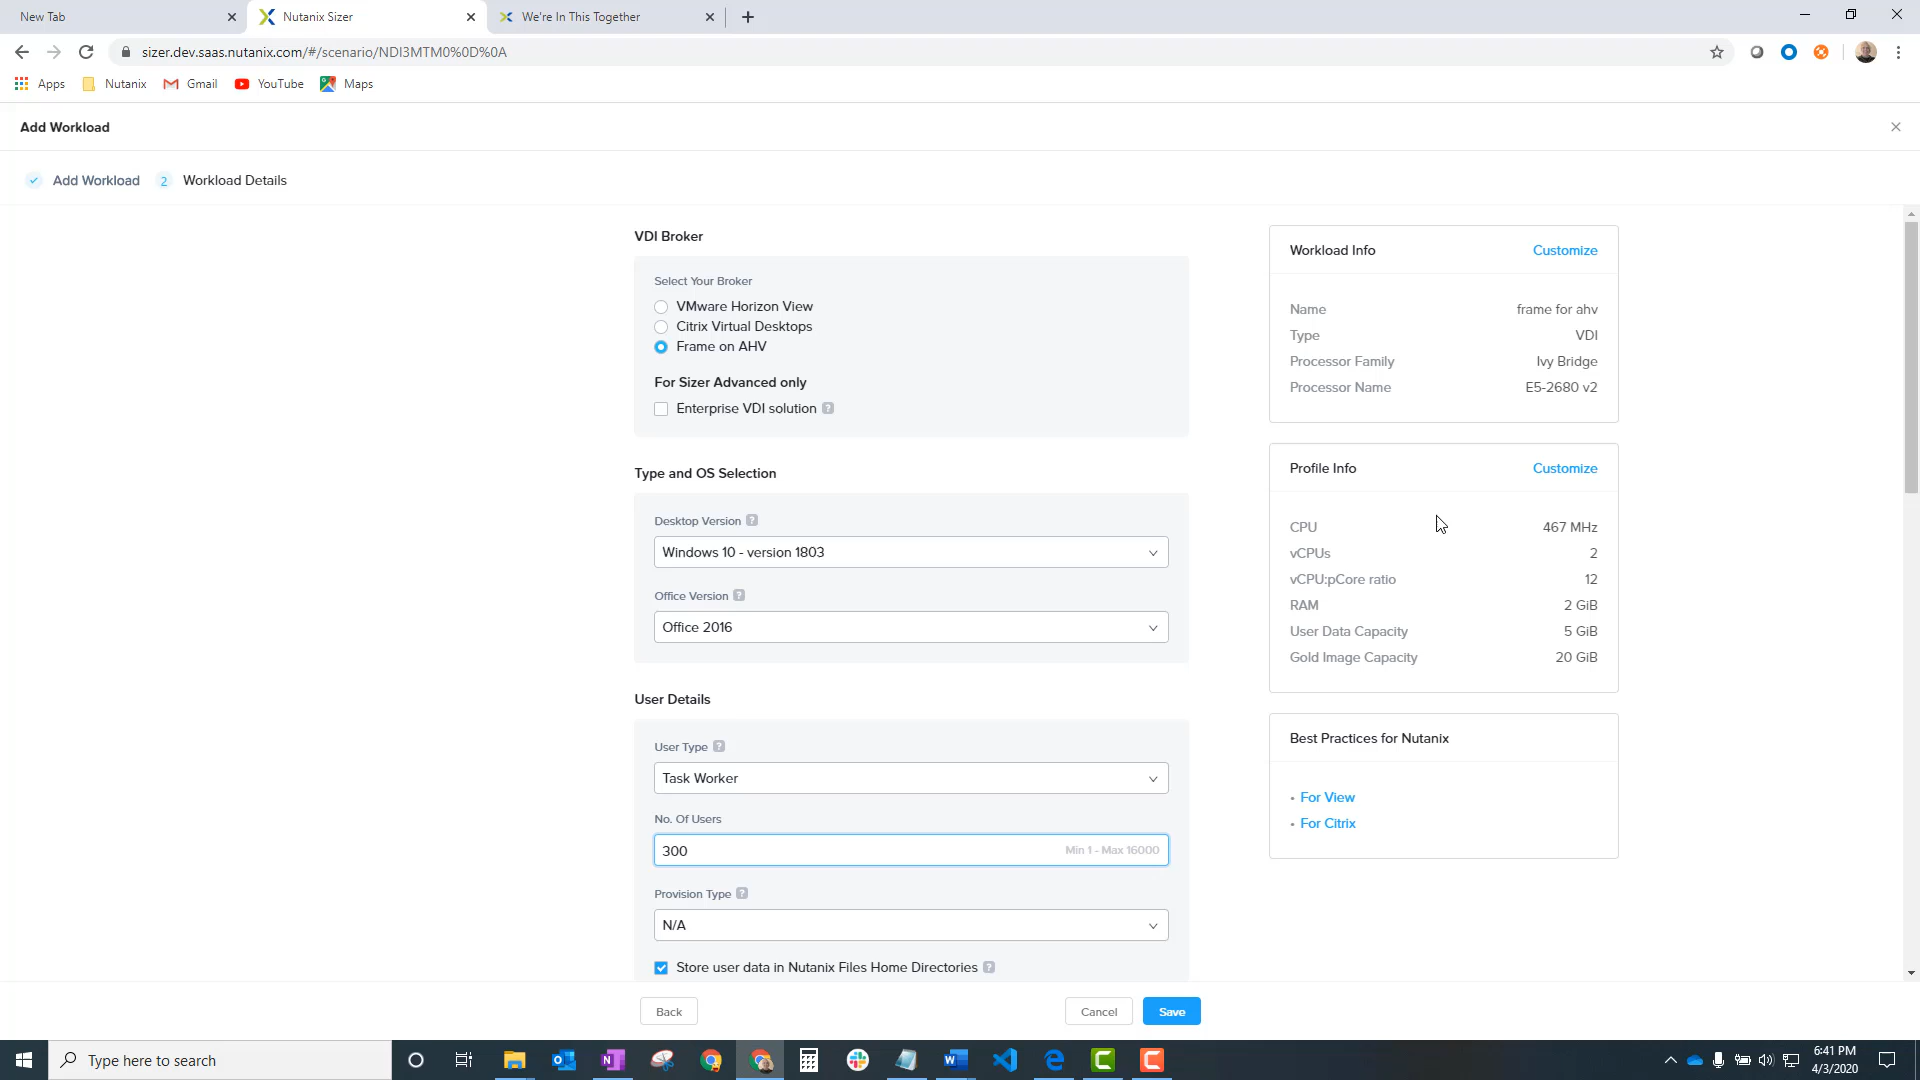 New Tab
Nutanix Sizer
We're In This Together
sizer.dev.saas.nutanix.com/#/scenario/NDI3MTM0%0D%0A
Apps
Nutanix
Gmail
YouTube
Maps
Add Workload
Add Workload
2
Workload Details
VDI Broker
Select Your Broker
VMware Horizon View
Citrix Virtual Desktops
Frame on AHV
For Sizer Advanced only
Enterprise VDI solution ?
Type and OS Selection
Desktop Version ?
Windows 10 - version 1803
Office Version ?
Office 2016
User Details
User Type ?
Task Worker
No. Of Users
300 Min 1 - Max 16000
Provision Type ?
N/A
Store user data in Nutanix Files Home Directories ?
Workload Info Customize
Name frame for ahv
Type VDI
Processor Family Ivy Bridge
Processor Name E5-2680 v2
Profile Info Customize
CPU 467 MHz
vCPUs 2
vCPU:pCore ratio 12
RAM 2 GiB
User Data Capacity 5 GiB
Gold Image Capacity 20 GiB
Best Practices for Nutanix
• For View
• For Citrix
Back
Cancel
Save
Type here to search
6:41 PM
4/3/2020